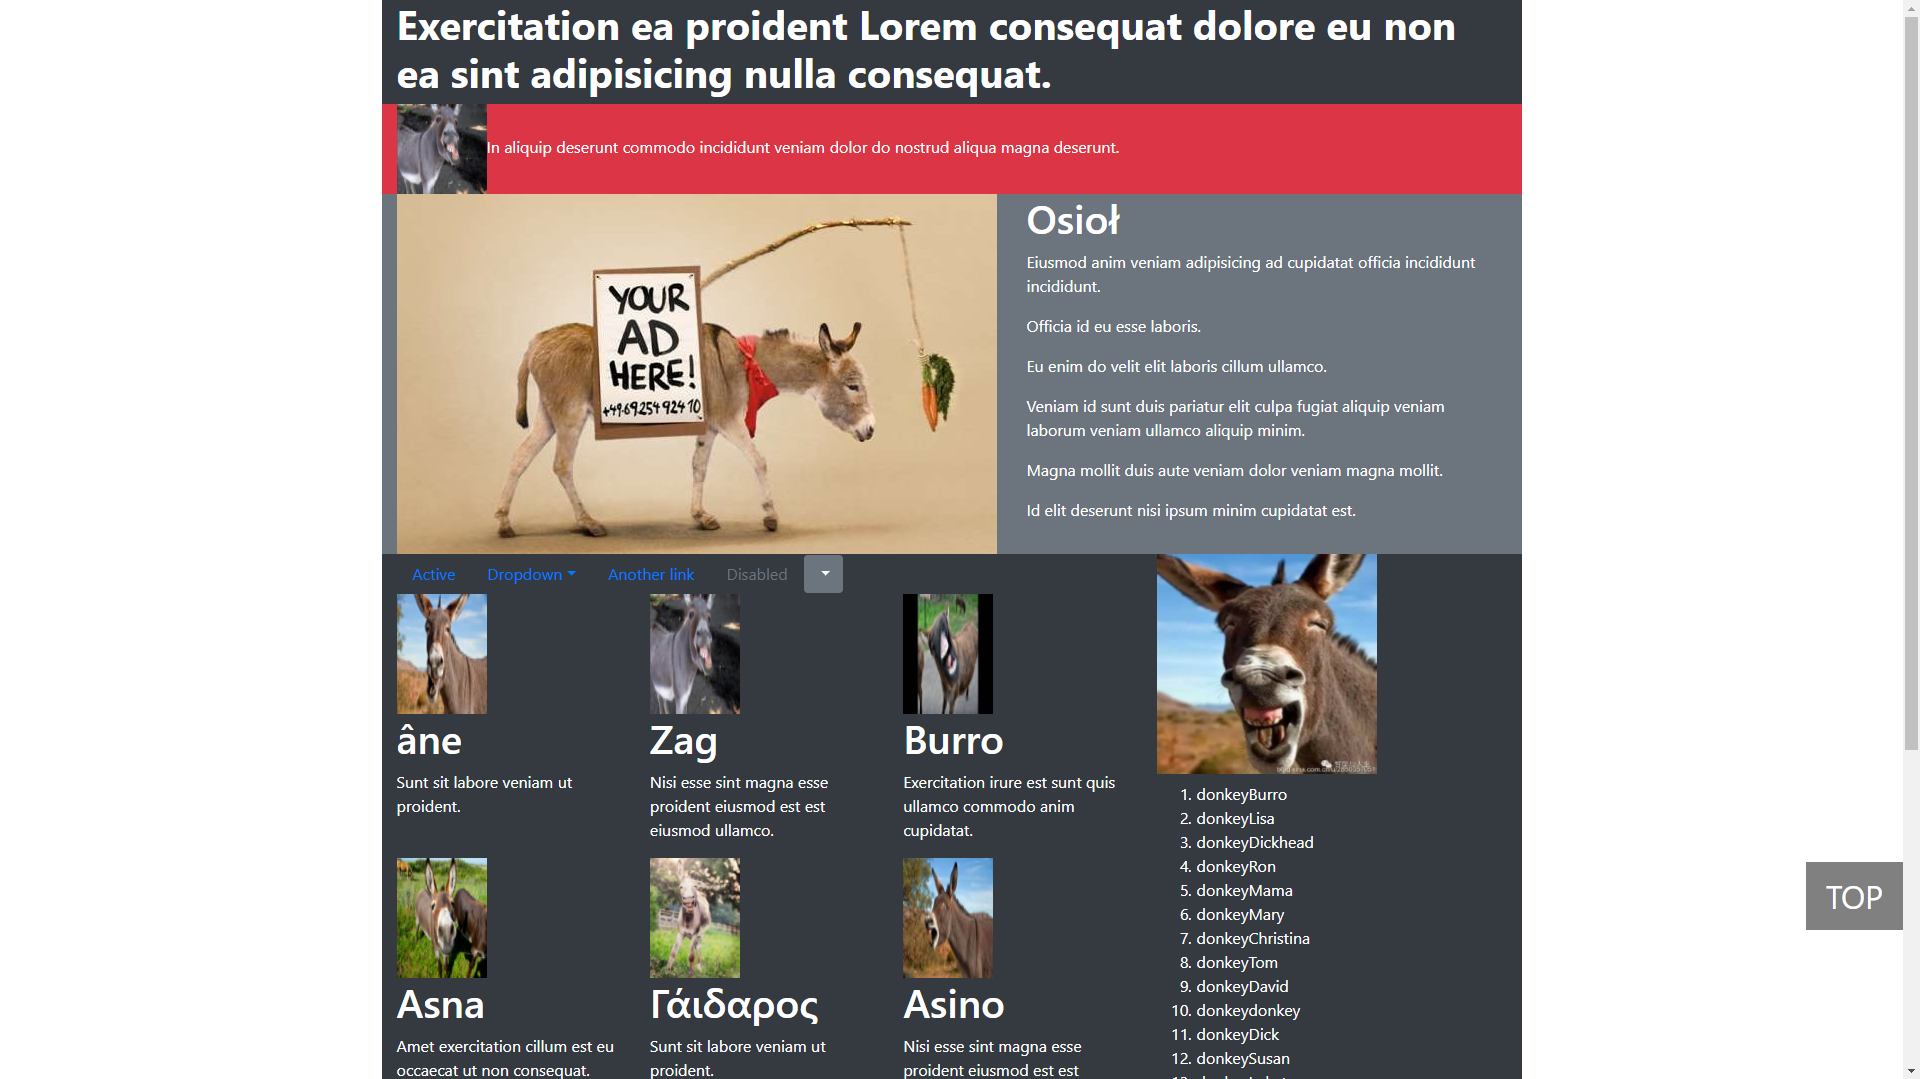 Exercitation ea proident Lorem consequat dolore eu non
ea sint adipisicing nulla consequat.
In aliquip deserunt commodo incididunt veniam dolor do nostrud aliqua magna deserunt.
YOUR
AD
HERE!
+49-69254 924 10
Osioł
Eiusmod anim veniam adipisicing ad cupidatat officia incididunt
incididunt.
Officia id eu esse laboris.
Eu enim do velit elit laboris cillum ullamco.
Veniam id sunt duis pariatur elit culpa fugiat aliquip veniam
laborum veniam ullamco aliquip minim.
Magna mollit duis aute veniam dolor veniam magna mollit.
Id elit deserunt nisi ipsum minim cupidatat est.
Active Dropdown Another link Disabled
âne
Sunt sit labore veniam ut
proident.
Zag
Nisi esse sint magna esse
proident eiusmod est est
eiusmod ullamco.
Burro
Exercitation irure est sunt quis
ullamco commodo anim
cupidatat.
Asna
Amet exercitation cillum est eu
occaecat ut non consequat.
Γάιδαρος
Sunt sit labore veniam ut
proident.
Asino
Nisi esse sint magna esse
proident eiusmod est est
1. donkeyBurro
2. donkeyLisa
3. donkeyDickhead
4. donkeyRon
5. donkeyMama
6. donkeyMary
7. donkeyChristina
8. donkeyTom
9. donkeyDavid
10. donkeydonkey
11. donkeyDick
12. donkeySusan
TOP